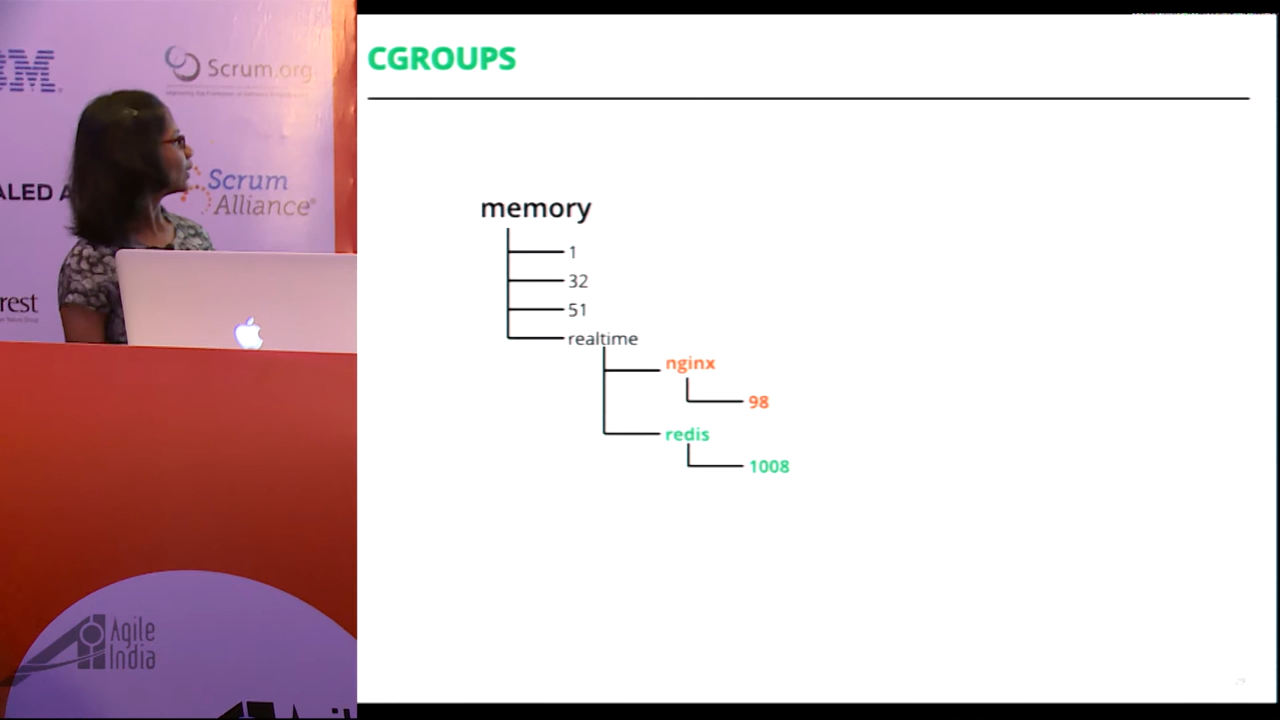 CGROUPS
memory
1
32
51
realtime
nginx
98
redis
1008
Scrum.org
Scrum
Alliance
ALED A
rest
Agile
India